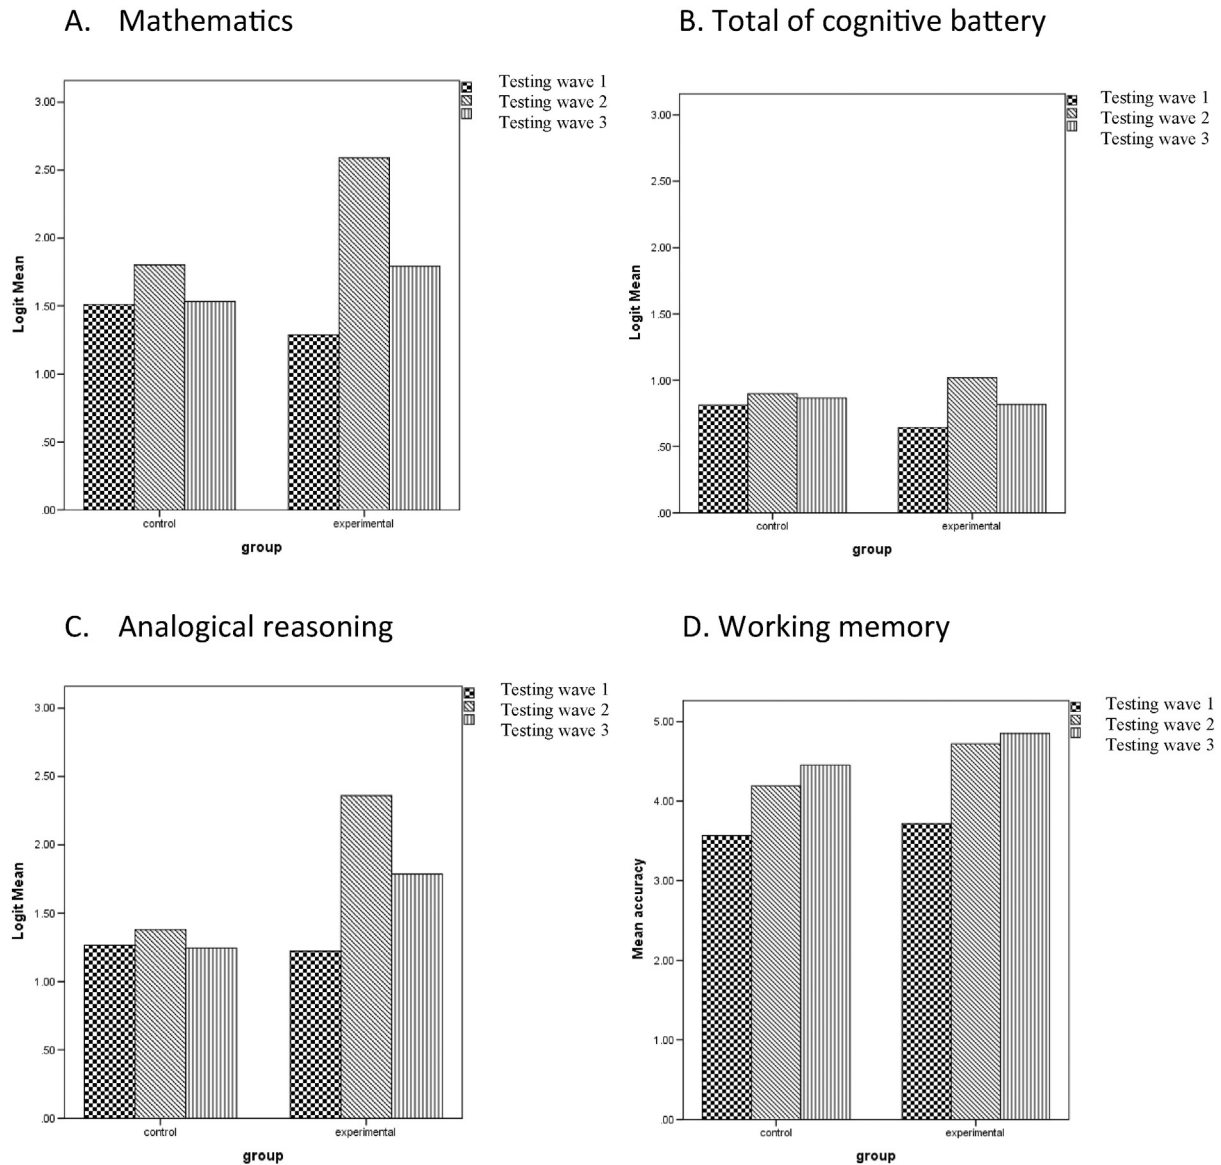 A. Mathematics
Testing wave 1
Testing wave 2
Testing wave 3
3.00
2.50
2.00
1.50
1.00
.50
.00
Logit Mean
control
experimental
group
B. Total of cognitive battery
Testing wave 1
Testing wave 2
Testing wave 3
3.00
2.50
2.00
1.50
1.00
.50
.00
Logit Mean
control
experimental
group
C. Analogical reasoning
Testing wave 1
Testing wave 2
Testing wave 3
3.00
2.50
2.00
1.50
1.00
.50
.00
Logit Mean
control
experimental
group
D. Working memory
Testing wave 1
Testing wave 2
Testing wave 3
5.00
4.00
3.00
2.00
1.00
.00
Mean accuracy
control
experimental
group